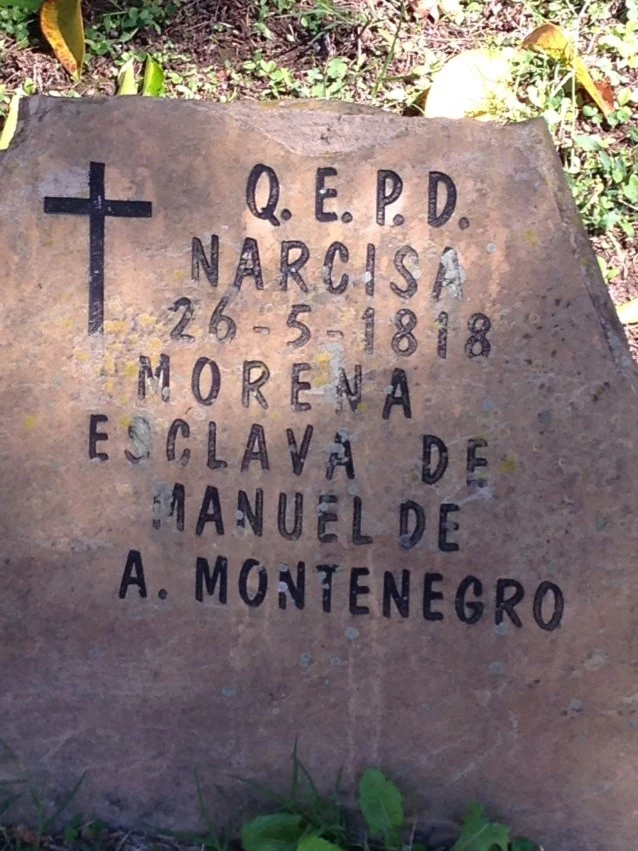 Q. E. P. D.
NARCISA
26-5-1818
MORENA
ESCLAVA DE
MANUEL DE
A. MONTENEGRO